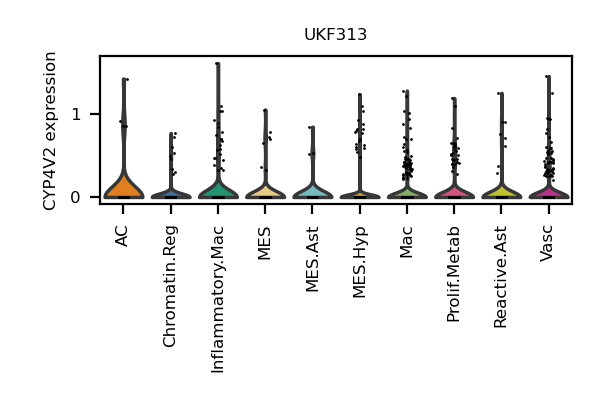 UKF313
CYP4V2 expression
1
0
AC
Chromatin.Reg
Inflammatory.Mac
MES
MES.Ast
MES.Hyp
Mac
Prolif.Metab
Reactive.Ast
Vasc